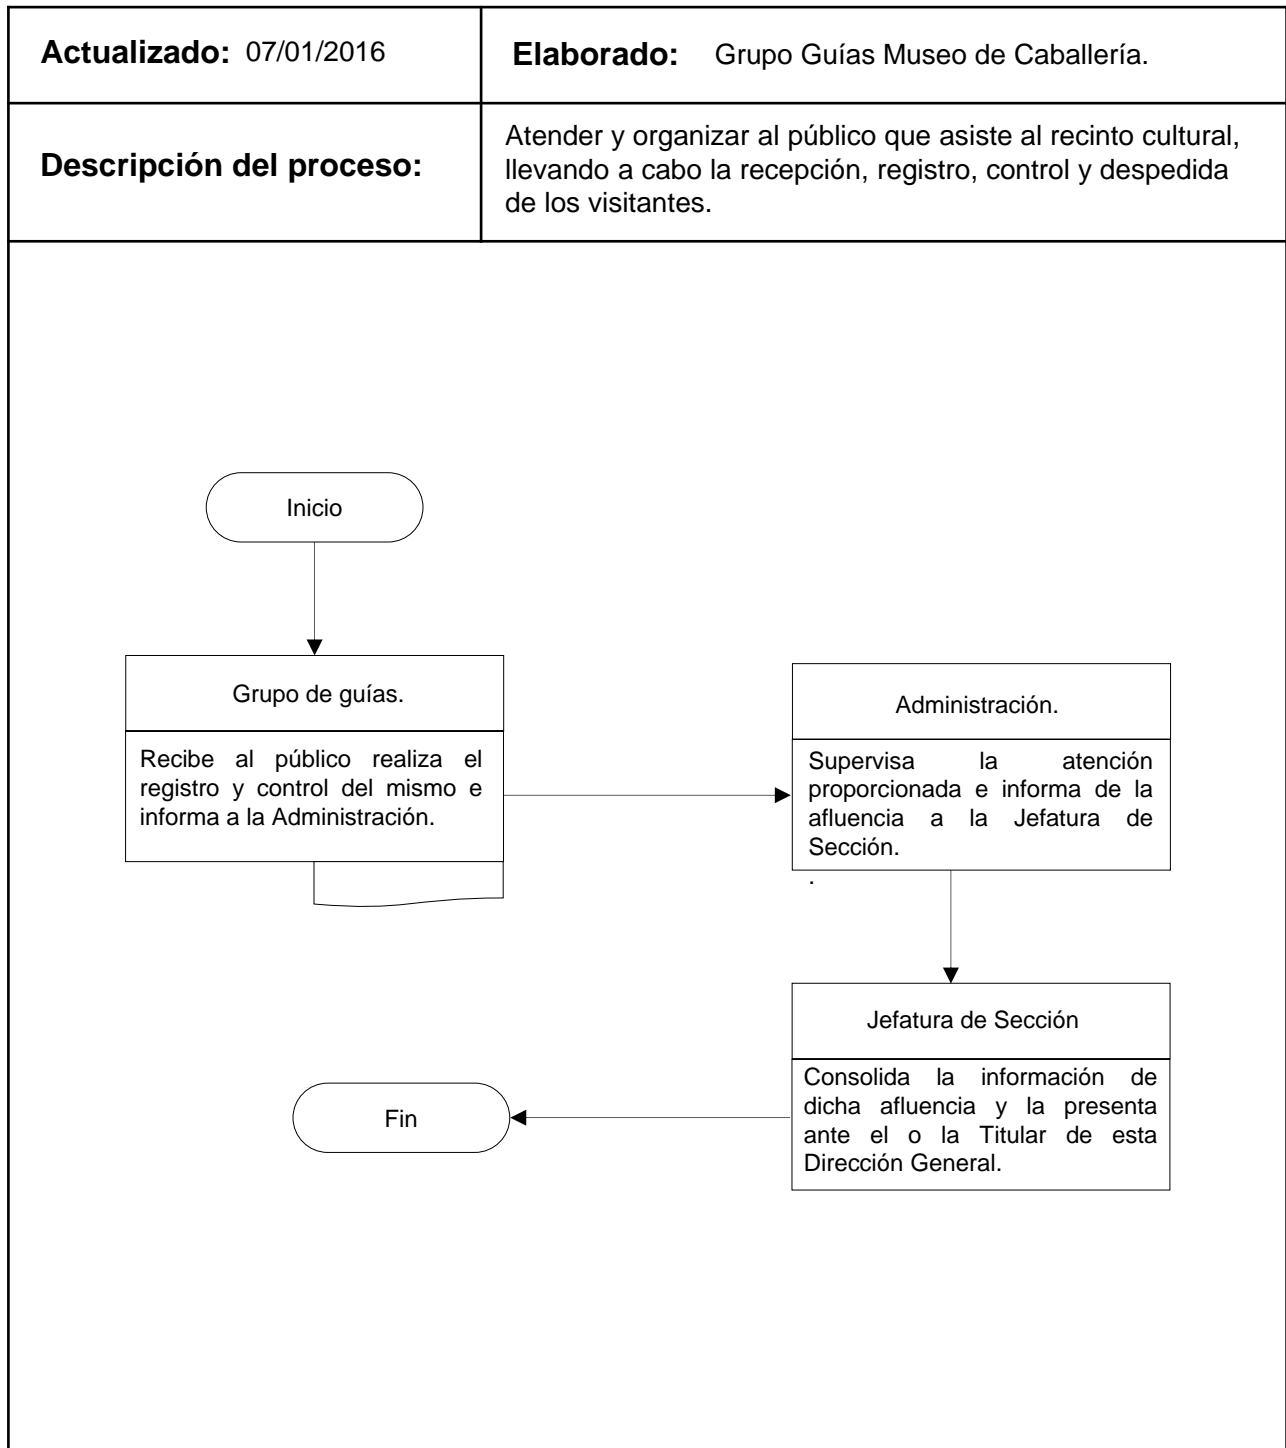 Actualizado: 07/01/2016
Elaborado: Grupo Guías Museo de Caballería.
Descripción del proceso:
Atender y organizar al público que asiste al recinto cultural,
llevando a cabo la recepción, registro, control y despedida
de los visitantes.
Inicio
Grupo de guías.
Recibe al público realiza el
registro y control del mismo e
informa a la Administración.
Administración.
Supervisa la atención
proporcionada e informa de la
afluencia a la Jefatura de
Sección.
.
Jefatura de Sección
Consolida la información de
dicha afluencia y la presenta
ante el o la Titular de esta
Dirección General.
Fin